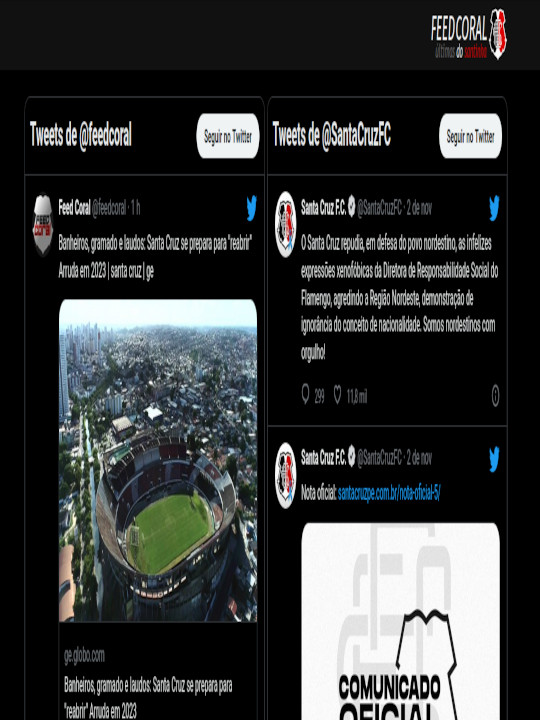 FEEDCORAL
últimas do santinha
Tweets de @feedcoral
Seguir no Twitter
Feed Coral @feedcoral · 1 h
Banheiros, gramado e laudos: Santa Cruz se prepara para "reabrir"
Arruda em 2023 | santa cruz | ge
ge.globo.com
Banheiros, gramado e laudos: Santa Cruz se prepara para
"reabrir" Arruda em 2023
Tweets de @SantaCruzFC
Seguir no Twitter
Santa Cruz F.C. @SantaCruzFC · 2 de nov
O Santa Cruz repudia, em defesa do povo nordestino, as infelizes
expressões xenofóbicas da Diretora de Responsabilidade Social do
Flamengo, agredindo a Região Nordeste, demonstração de
ignorância do conceito de nacionalidade. Somos nordestinos com
orgulho!
299 11,8 mil
Santa Cruz F.C. @SantaCruzFC · 2 de nov
Nota oficial: santacruzpe.com.br/nota-oficial-5/
COMUNICADO
OFICIAL